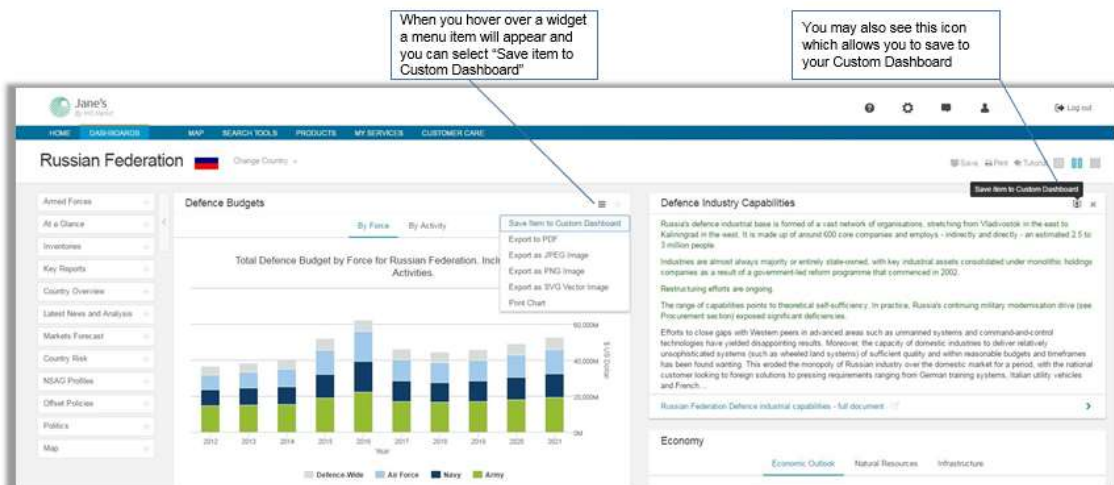 When you hover over a widget
a menu item will appear and
you can select “Save item to
Custom Dashboard”
You may also see this icon
which allows you to save to
your Custom Dashboard
Jane's
By IHS Markit
Log out
HOME DASHBOARDS MAP SEARCH TOOLS PRODUCTS MY SERVICES CUSTOMER CARE
Russian Federation
Change Country
Save Print Tutorial
Save item to Custom Dashboard
Armed Forces
At a Glance
Inventories
Key Reports
Country Overview
Latest News and Analysis
Markets Forecast
Country Risk
NSAG Profiles
Offset Policies
Politics
Map
Defence Budgets
By Force By Activity
Save Item to Custom Dashboard
Export to PDF
Export as JPEG Image
Export as PNG Image
Export as SVG Vector Image
Print Chart
Total Defence Budget by Force for Russian Federation. Incl
Activities.
60,000M
40,000M
20,000M
0M
$ US Dollar
2012 2013 2014 2015 2016 2017 2018 2019 2020 2021
Year
Defence-Wide Air Force Navy Army
Defence Industry Capabilities
Russia's defence industrial base is formed of a vast network of organisations, stretching from Vladivostok in the east to
Kaliningrad in the west. It is made up of around 600 core companies and employs - indirectly and directly - an estimated 2.5 to
3 million people.
Industries are almost always majority or entirely state-owned, with key industrial assets consolidated under monolithic holdings
companies as a result of a government-led reform programme that commenced in 2002.
Restructuring efforts are ongoing.
The range of capabilities points to theoretical self-sufficiency. In practice, Russia's continuing military modernisation drive (see
Procurement section) exposed significant deficiencies.
Efforts to close gaps with Western peers in advanced areas such as unmanned systems and command-and-control
technologies have yielded disappointing results. Moreover, the capacity of domestic industries to deliver relatively
unsophisticated systems (such as wheeled land systems) of sufficient quality and within reasonable budgets and timeframes
has been found wanting. This eroded the monopoly of Russian industry over the domestic market for a period, with the national
customer looking to foreign solutions to pressing requirements ranging from German training systems, Italian utility vehicles
and French...
Russian Federation Defence industrial capabilities - full document
Economy
Economic Outlook Natural Resources Infrastructure